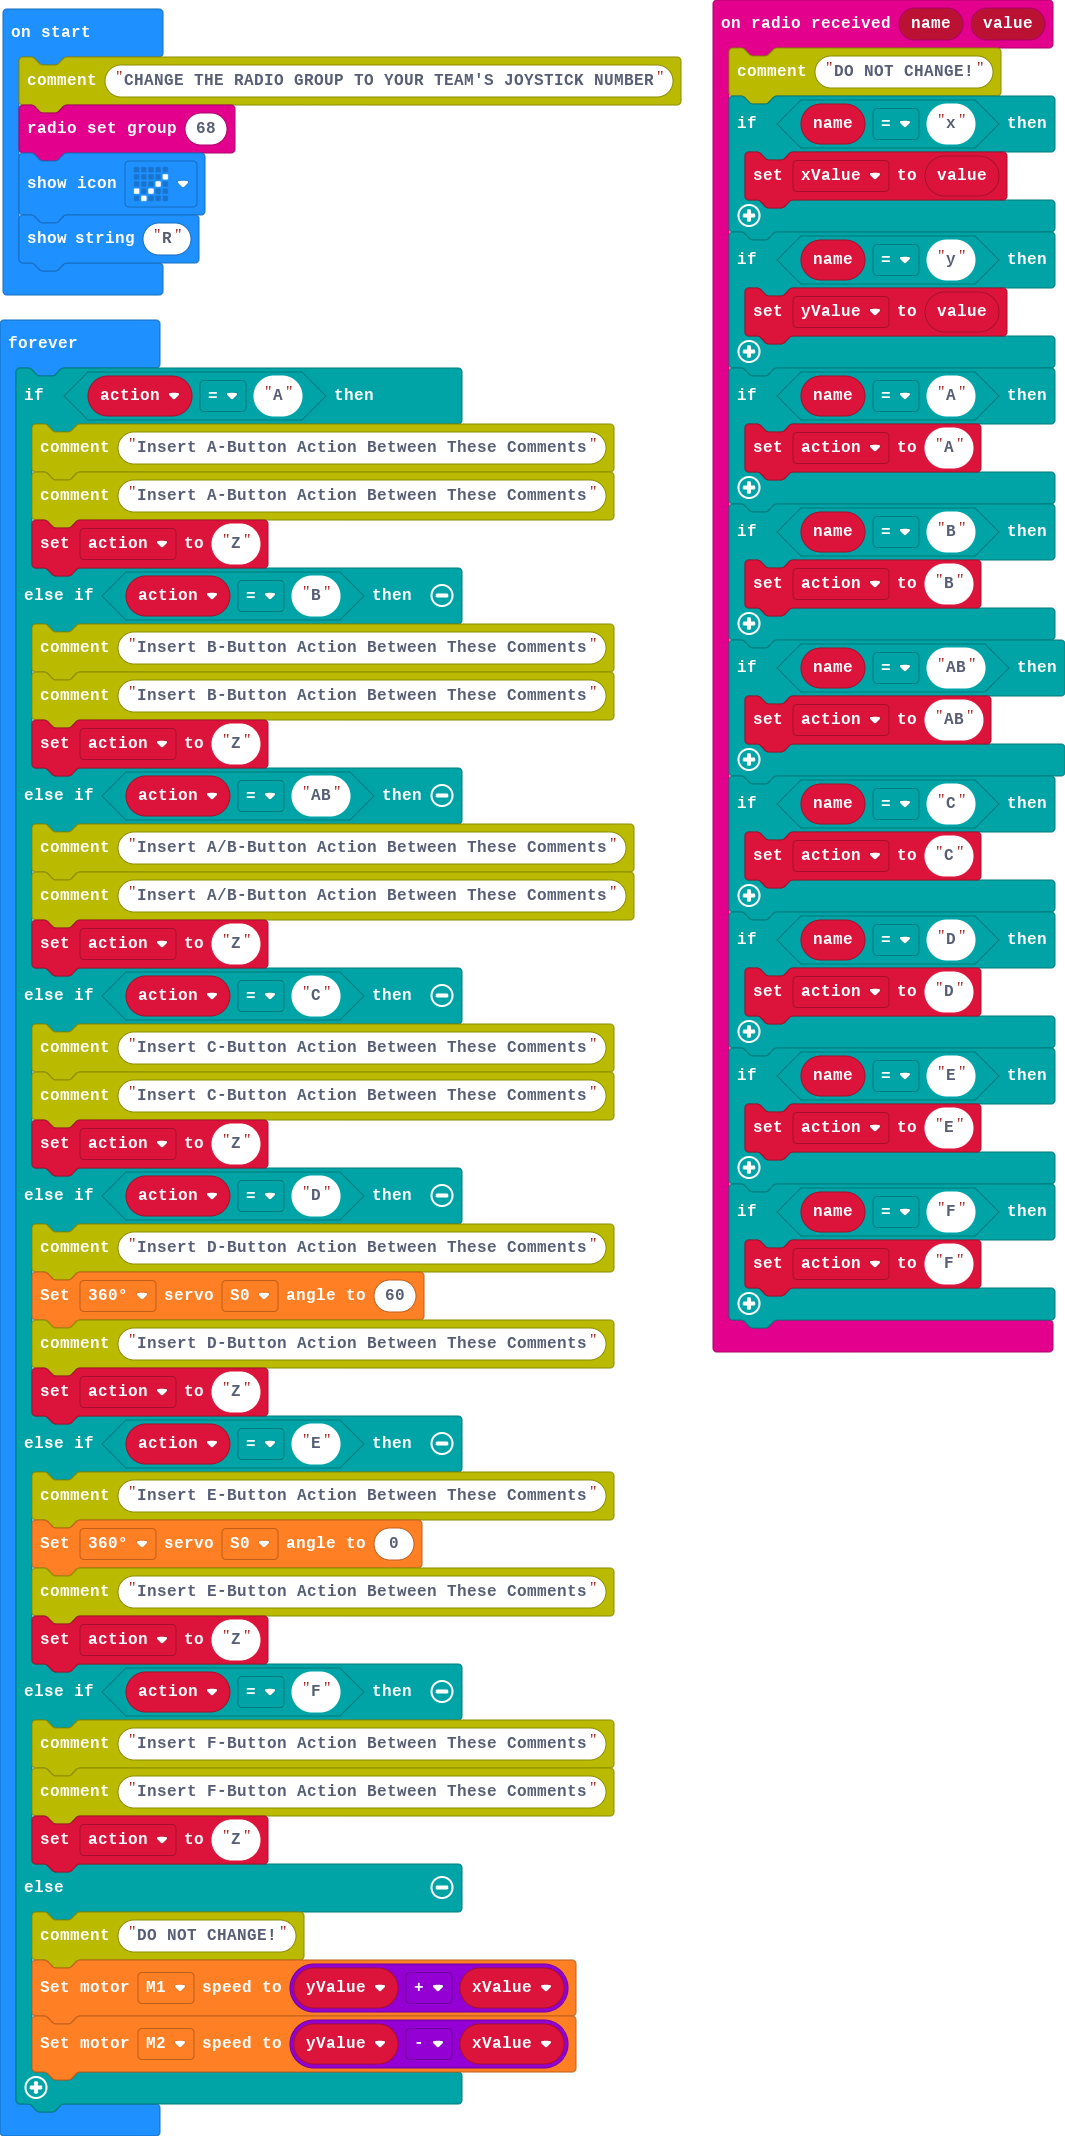 on start
comment "CHANGE THE RADIO GROUP TO YOUR TEAM'S JOYSTICK NUMBER"
radio set group 68
show icon
show string "R"
forever
if action = "A" then
comment "Insert A-Button Action Between These Comments"
comment "Insert A-Button Action Between These Comments"
set action to "Z"
else if action = "B" then
comment "Insert B-Button Action Between These Comments"
comment "Insert B-Button Action Between These Comments"
set action to "Z"
else if action = "AB" then
comment "Insert A/B-Button Action Between These Comments"
comment "Insert A/B-Button Action Between These Comments"
set action to "Z"
else if action = "C" then
comment "Insert C-Button Action Between These Comments"
comment "Insert C-Button Action Between These Comments"
set action to "Z"
else if action = "D" then
comment "Insert D-Button Action Between These Comments"
Set 360° servo S0 angle to 60
comment "Insert D-Button Action Between These Comments"
set action to "Z"
else if action = "E" then
comment "Insert E-Button Action Between These Comments"
Set 360° servo S0 angle to 0
comment "Insert E-Button Action Between These Comments"
set action to "Z"
else if action = "F" then
comment "Insert F-Button Action Between These Comments"
comment "Insert F-Button Action Between These Comments"
set action to "Z"
else
comment "DO NOT CHANGE!"
Set motor M1 speed to yValue + xValue
Set motor M2 speed to yValue - xValue
on radio received name value
comment "DO NOT CHANGE!"
if name = "x" then
set xValue to value
if name = "y" then
set yValue to value
if name = "A" then
set action to "A"
if name = "B" then
set action to "B"
if name = "AB" then
set action to "AB"
if name = "C" then
set action to "C"
if name = "D" then
set action to "D"
if name = "E" then
set action to "E"
if name = "F" then
set action to "F"